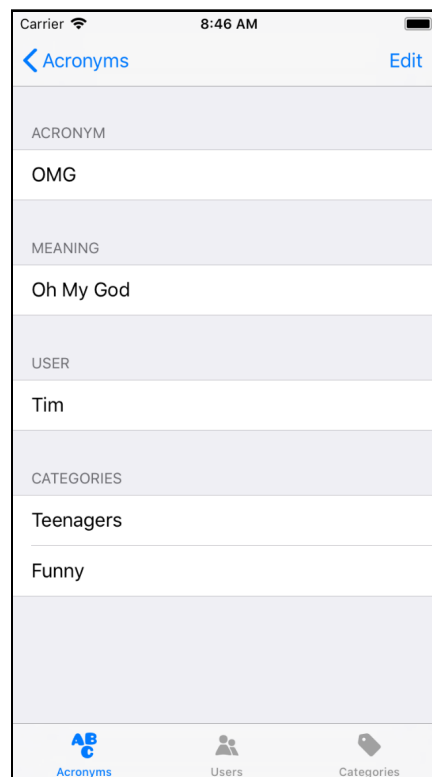 Carrier 8:46 AM
Acronyms Edit
ACRONYM
OMG
MEANING
Oh My God
USER
Tim
CATEGORIES
Teenagers
Funny
ABC
Acronyms Users Categories